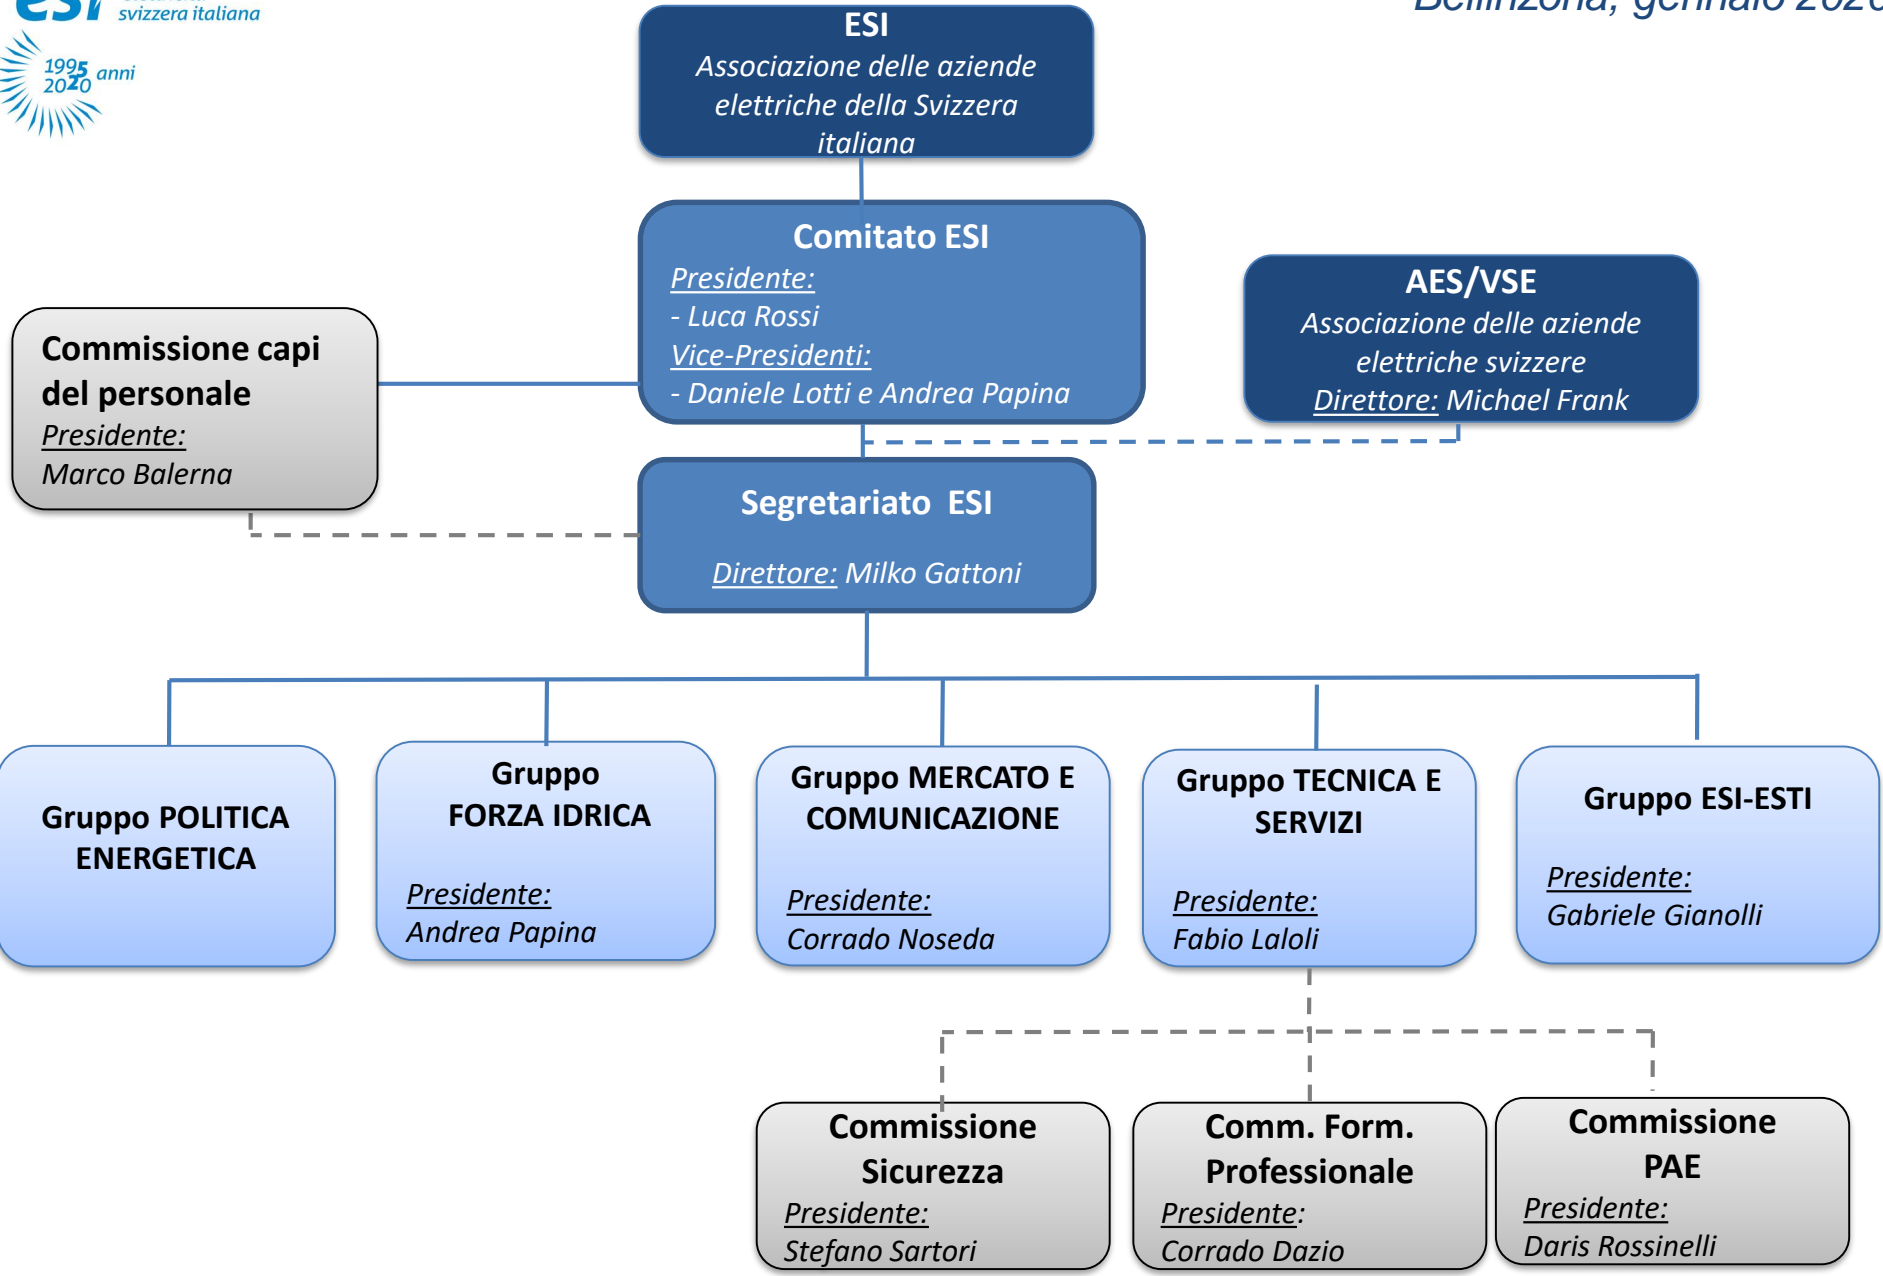 esi
svizzera italiana
1995
2020 anni
Bellinzona, gennaio 2020
ESI
Associazione delle aziende
elettriche della Svizzera
italiana
Comitato ESI
Presidente:
- Luca Rossi
Vice-Presidenti:
- Daniele Lotti e Andrea Papina
AES/VSE
Associazione delle aziende
elettriche svizzere
Direttore: Michael Frank
Commissione capi
del personale
Presidente:
Marco Balerna
Segretariato ESI
Direttore: Milko Gattoni
Gruppo POLITICA
ENERGETICA
Gruppo
FORZA IDRICA
Presidente:
Andrea Papina
Gruppo MERCATO E
COMUNICAZIONE
Presidente:
Corrado Noseda
Gruppo TECNICA E
SERVIZI
Presidente:
Fabio Laloli
Gruppo ESI-ESTI
Presidente:
Gabriele Gianolli
Commissione
Sicurezza
Presidente:
Stefano Sartori
Comm. Form.
Professionale
Presidente:
Corrado Dazio
Commissione
PAE
Presidente:
Daris Rossinelli